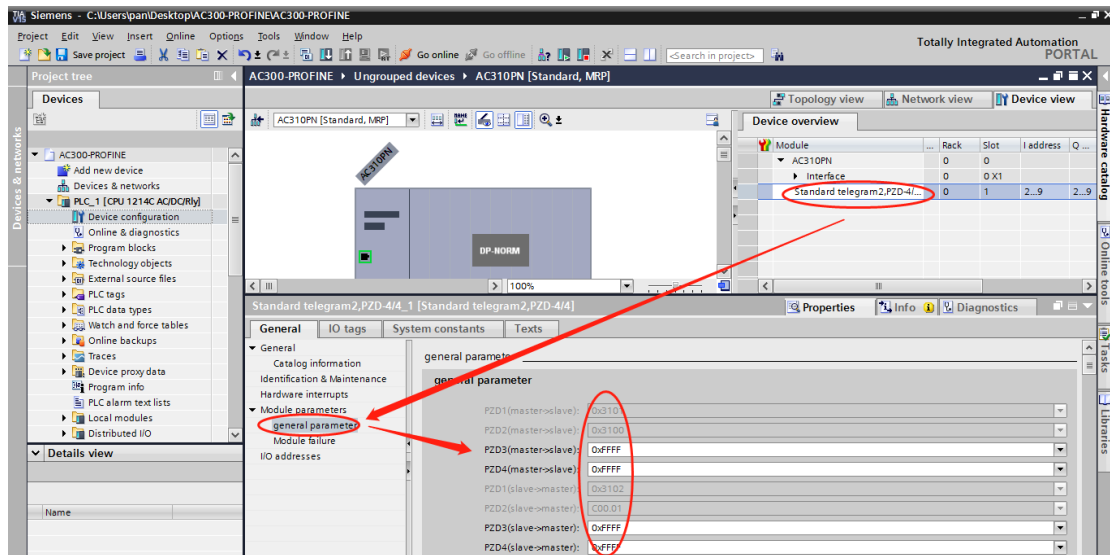 Siemens - C:\Users\pan\Desktop\AC300-PROFINE\AC300-PROFINE
Project Edit View Insert Online Options Tools Window Help
Save project Go online Go offline <Search in project>
Totally Integrated Automation
PORTAL
Project tree
AC300-PROFINE Ungrouped devices AC310PN [Standard, MRP]
Devices
Topology view Network view Device view
AC310PN [Standard, MRP]
Device overview
Module ... Rack Slot I address Q ...
AC310PN 0 0
Interface 0 0 X1
Standard telegram2,PZD-4/... 0 1 2...9 2...9
AC310PN
DP-NORM
100%
AC300-PROFINE
Add new device
Devices & networks
PLC_1 [CPU 1214C AC/DC/Rly]
Device configuration
Online & diagnostics
Program blocks
Technology objects
External source files
PLC tags
PLC data types
Watch and force tables
Online backups
Traces
Device proxy data
Program info
PLC alarm text lists
Local modules
Distributed I/O
Details view
Name
Devices & networks
Standard telegram2,PZD-4/4_1 [Standard telegram2,PZD-4/4]
Properties Info Diagnostics
General IO tags System constants Texts
General
Catalog information
Identification & Maintenance
Hardware interrupts
Module parameters
general parameter
Module failure
I/O addresses
general parameter
general parameter
PZD1(master->slave): 0x3101
PZD2(master->slave): 0x3100
PZD3(master->slave): 0xFFFF
PZD4(master->slave): 0xFFFF
PZD1(slave->master): 0x3102
PZD2(slave->master): C00.01
PZD3(slave->master): 0xFFFF
PZD4(slave->master): 0xFFFF
Hardware catalog
Online tools
Tasks
Libraries